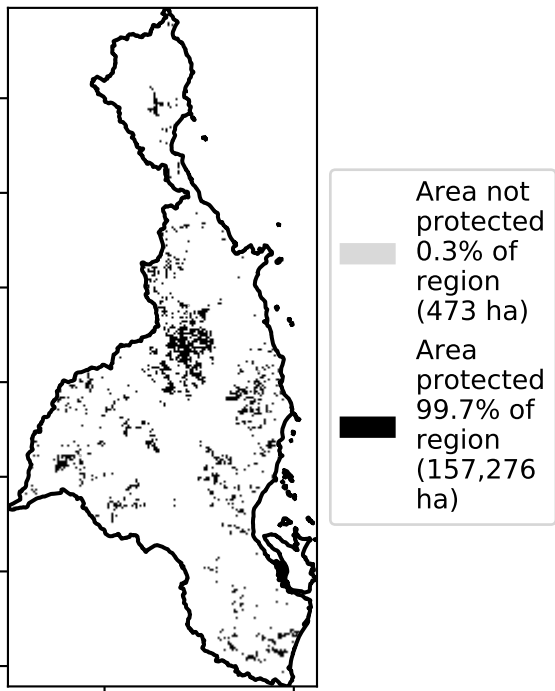 Area not
protected
0.3% of
region
(473 ha)
Area
protected
99.7% of
region
(157,276
ha)